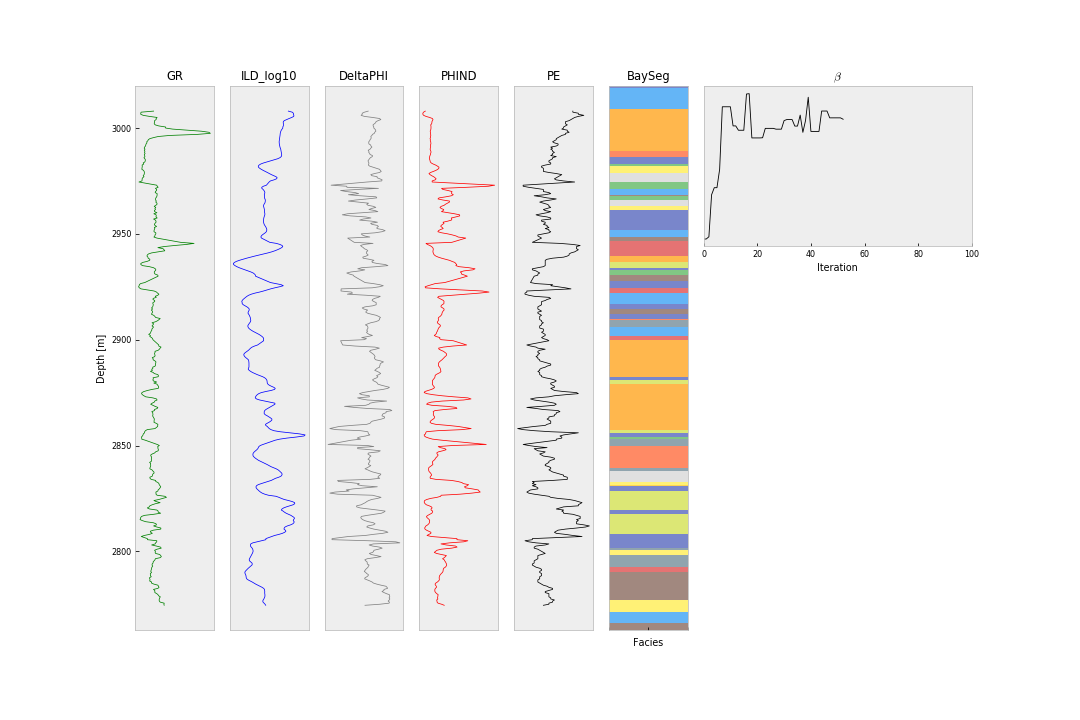 GR ILD_log10 DeltaPHI PHIND PE BaySeg β
3000
2950
2900
2850
2800
Depth [m]
0 20 40 60 80 100
Iteration
Facies